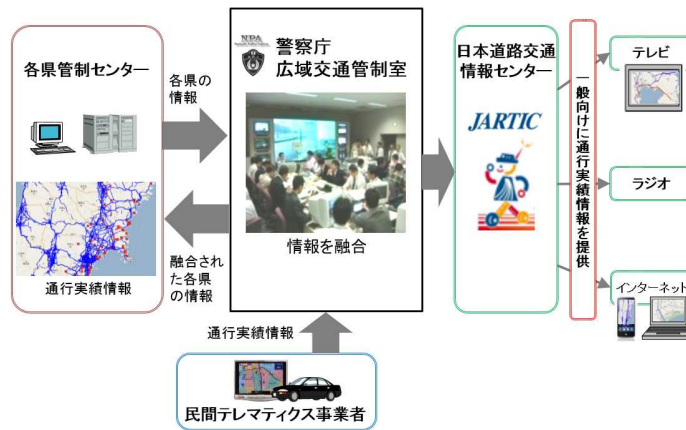 各県管制センター
通行実績情報
各県の
情報
融合され
た各県
の情報
NPA
警察庁
広域交通管制室
情報を融合
通行実績情報
民間テレマティクス事業者
日本道路交通
情報センター
JARTIC
一般向けに通行実績情報を提供
テレビ
ラジオ
インターネット